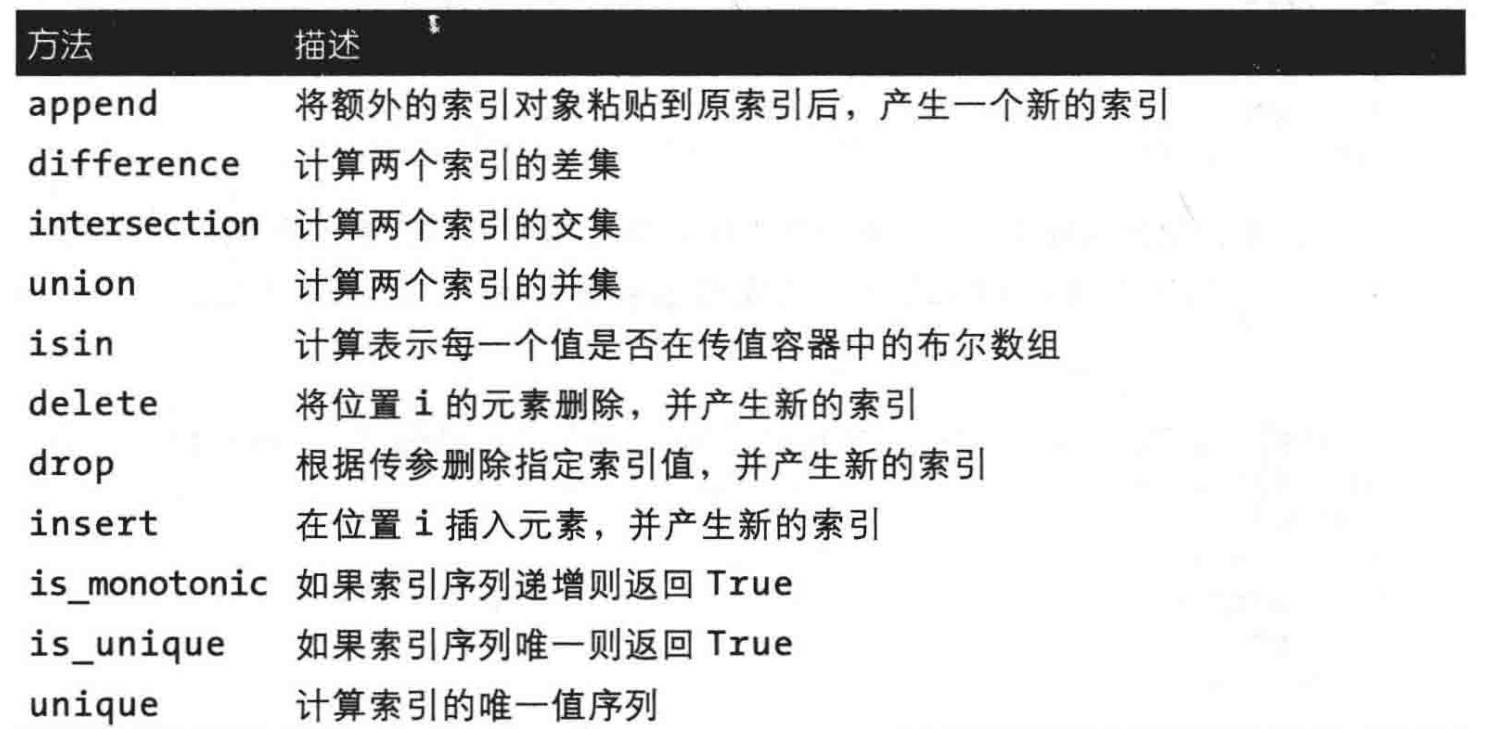 方法 描述
append 将额外的索引对象粘贴到原索引后，产生一个新的索引
difference 计算两个索引的差集
intersection 计算两个索引的交集
union 计算两个索引的并集
isin 计算表示每一个值是否在传值容器中的布尔数组
delete 将位置 i 的元素删除，并产生新的索引
drop 根据传参删除指定索引值，并产生新的索引
insert 在位置 i 插入元素，并产生新的索引
is_monotonic 如果索引序列递增则返回 True
is_unique 如果索引序列唯一则返回 True
unique 计算索引的唯一值序列